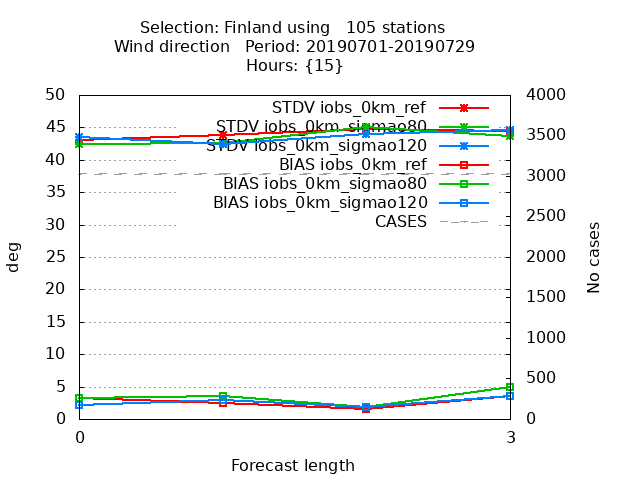 Selection: Finland using   105 stations
Wind direction   Period: 20190701-20190729
Hours: {15}
50
45
40
35
30
25
20
15
10
5
0
4000
3500
3000
2500
2000
1500
1000
500
0
STDV iobs_0km_ref
STDV iobs_0km_sigmao80
STDV iobs_0km_sigmao120
BIAS iobs_0km_ref
BIAS iobs_0km_sigmao80
BIAS iobs_0km_sigmao120
CASES
deg
No cases
0
3
Forecast length